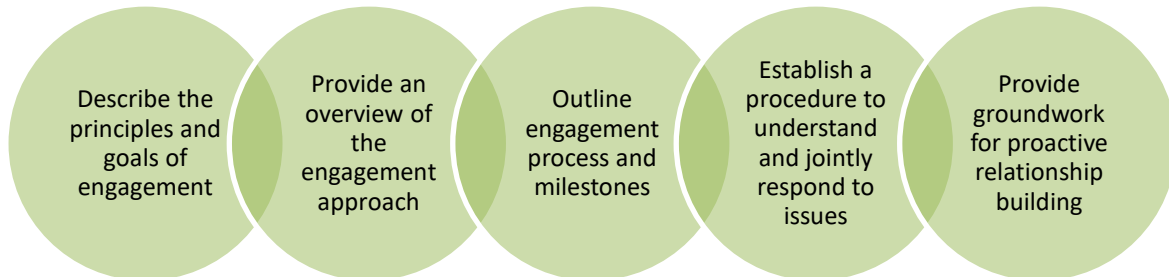 Describe the
principles and
goals of
engagement
Provide an
overview of
the
engagement
approach
Outline
engagement
process and
milestones
Establish a
procedure to
understand
and jointly
respond to
issues
Provide
groundwork
for proactive
relationship
building